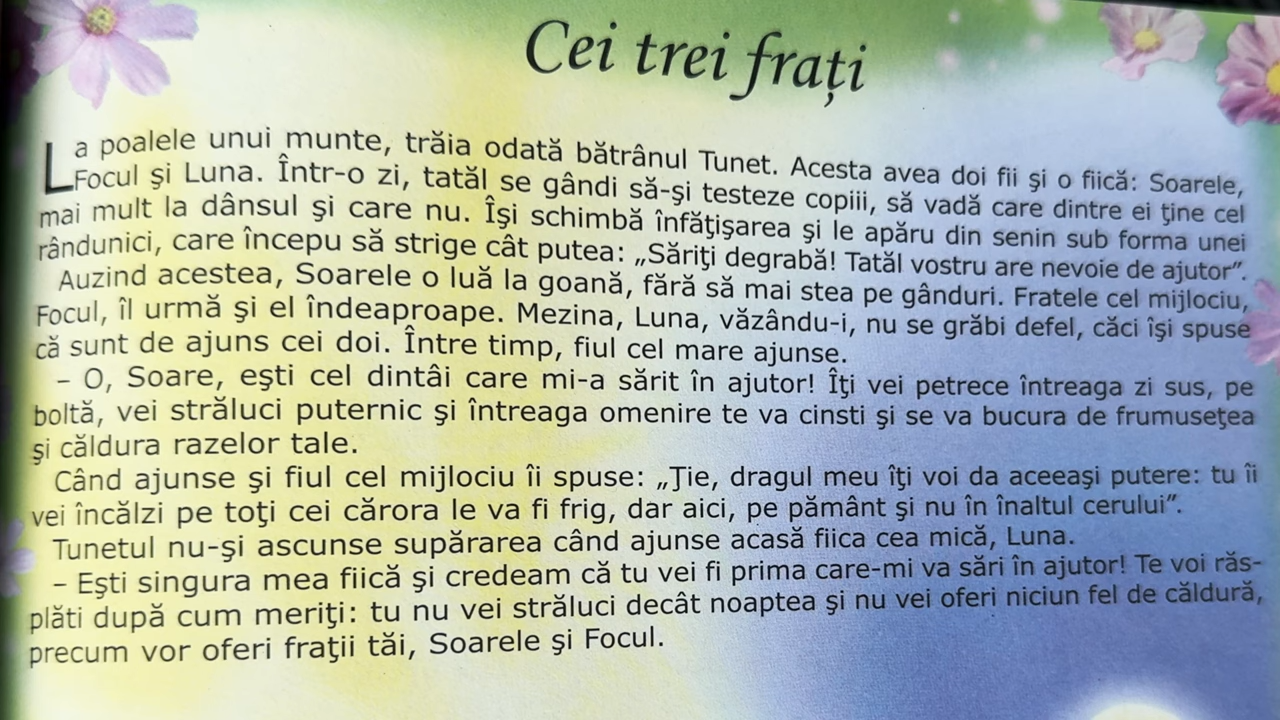 Cei trei frați
La poalele unui munte, trăia odată bătrânul Tunet. Acesta avea doi fii şi o fiică: Soarele,
Focul şi Luna. Într-o zi, tatăl se gândi să-şi testeze copiii, să vadă care dintre ei ţine cel
mai mult la dânsul şi care nu. Îşi schimbă înfăţişarea şi le apăru din senin sub forma unei
rândunici, care începu să strige cât putea: „Săriţi degrabă! Tatăl vostru are nevoie de ajutor”.
Auzind acestea, Soarele o luă la goană, fără să mai stea pe gânduri. Fratele cel mijlociu,
Focul, îl urmă şi el îndeaproape. Mezina, Luna, văzându-i, nu se grăbi defel, căci îşi spuse
că sunt de ajuns cei doi. Între timp, fiul cel mare ajunse.
– O, Soare, eşti cel dintâi care mi-a sărit în ajutor! Îţi vei petrece întreaga zi sus, pe
boltă, vei străluci puternic şi întreaga omenire te va cinsti şi se va bucura de frumuseţea
şi căldura razelor tale.
Când ajunse şi fiul cel mijlociu îi spuse: „Ţie, dragul meu îţi voi da aceeaşi putere: tu îi
vei încălzi pe toţi cei cărora le va fi frig, dar aici, pe pământ şi nu în înaltul cerului”.
Tunetul nu-şi ascunse supărarea când ajunse acasă fiica cea mică, Luna.
– Eşti singura mea fiică şi credeam că tu vei fi prima care-mi va sări în ajutor! Te voi răs-
plăti după cum meriţi: tu nu vei străluci decât noaptea şi nu vei oferi niciun fel de căldură,
precum vor oferi fraţii tăi, Soarele şi Focul.